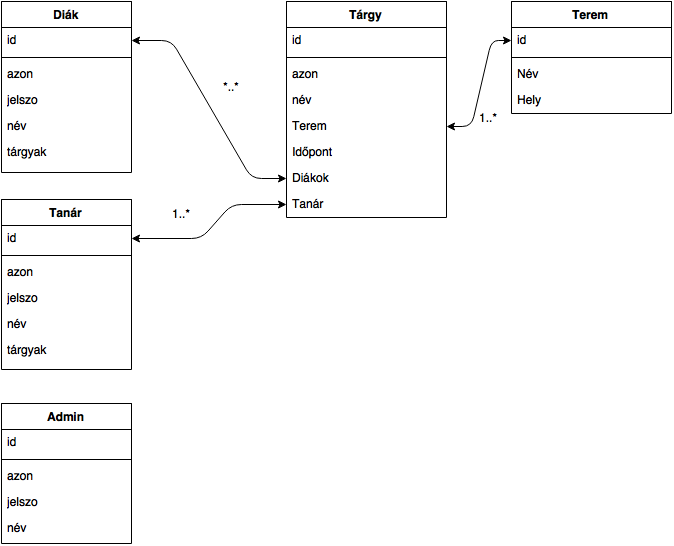 Diák
id
azon
jelszo
név
tárgyak
*..*
Tárgy
id
azon
név
Terem
Időpont
Diákok
Tanár
Terem
id
Név
Hely
1..*
Tanár
id
azon
jelszo
név
tárgyak
1..*
Admin
id
azon
jelszo
név